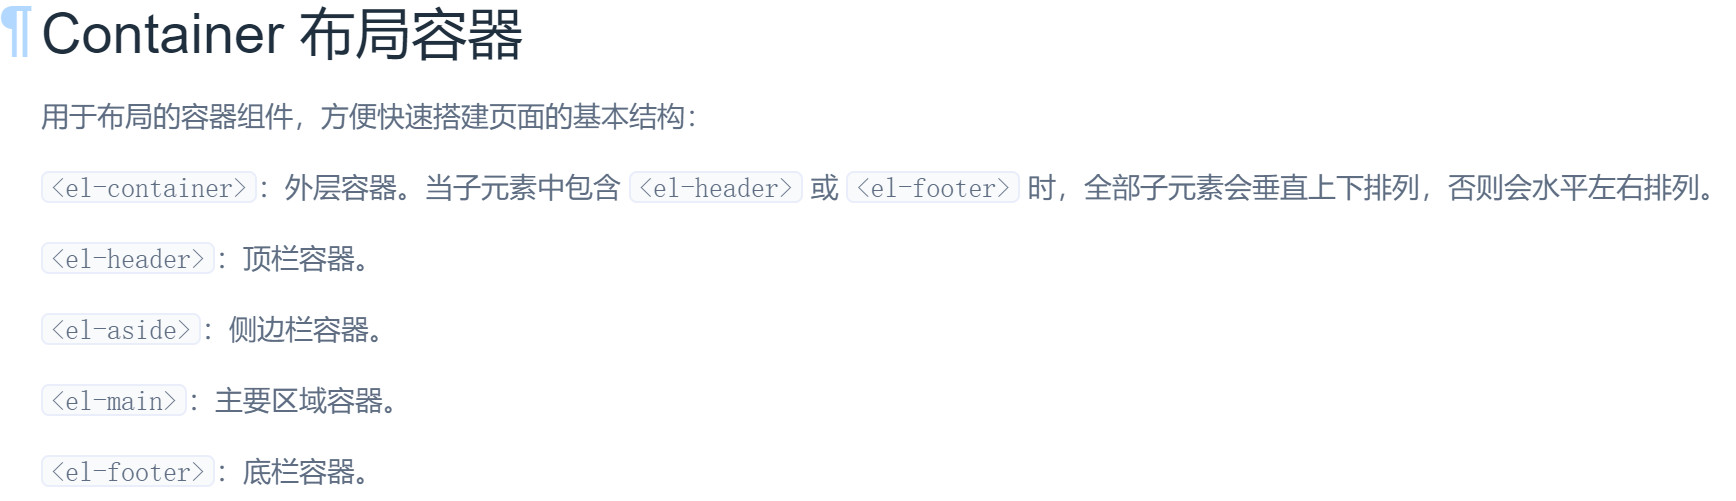 ¶ Container 布局容器
用于布局的容器组件，方便快速搭建页面的基本结构：
<el-container>：外层容器。当子元素中包含 <el-header> 或 <el-footer> 时，全部子元素会垂直上下排列，否则会水平左右排列。
<el-header>：顶栏容器。
<el-aside>：侧边栏容器。
<el-main>：主要区域容器。
<el-footer>：底栏容器。